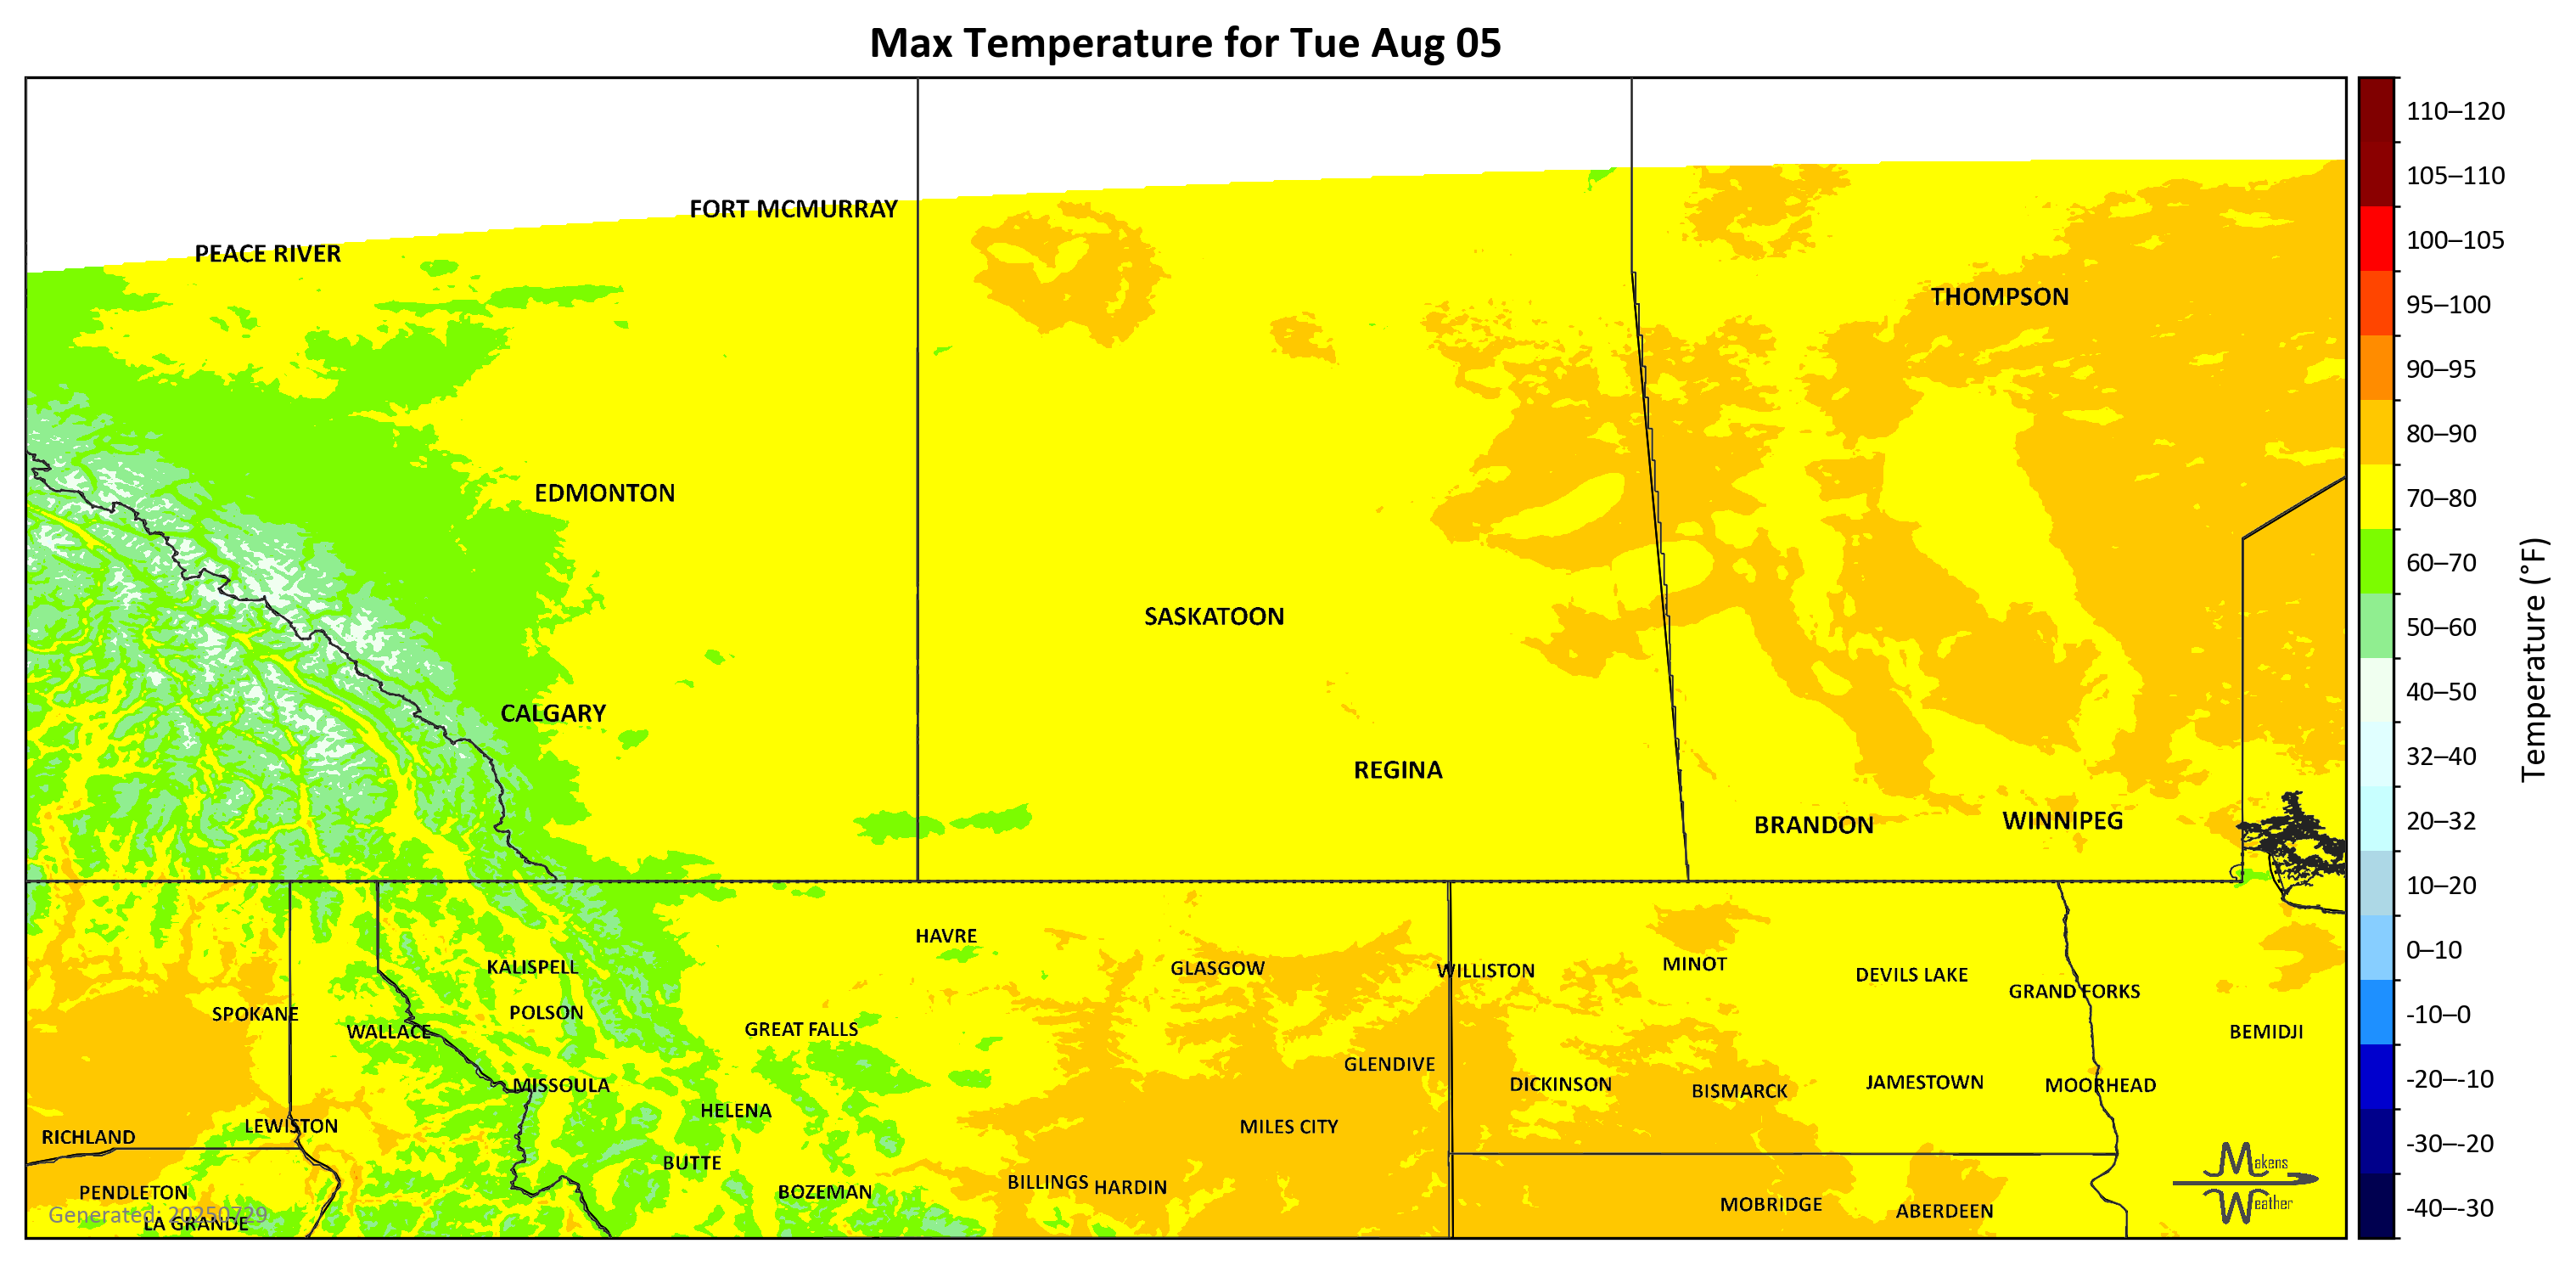 Max Temperature for Tue Aug 05
110–120
105–110
FORT MCMURRAY
PEACE RIVER
100–105
THOMPSON
95–100
90–95
80–90
EDMONTON
70–80
60–70
SASKATOON
50–60
Temperature (°F)
40–50
CALGARY
32–40
REGINA
20–32
BRANDON
WINNIPEG
10–20
HAVRE
0–10
KALISPELL
GLASGOW
WILLISTON
MINOT
DEVILS LAKE
GRAND FORKS
SPOKANE
POLSON
-10–0
WALLACE
GREAT FALLS
BEMIDJI
GLENDIVE
-20–-10
MISSOULA
DICKINSON
BISMARCK
JAMESTOWN
MOORHEAD
HELENA
LEWISTON
MILES CITY
RICHLAND
-30–-20
BUTTE
Makens
PENDLETON
BOZEMAN
BILLINGS
HARDIN
MOBRIDGE
ABERDEEN
Weather
-40–-30
Generated: 20250729
LA GRANDE